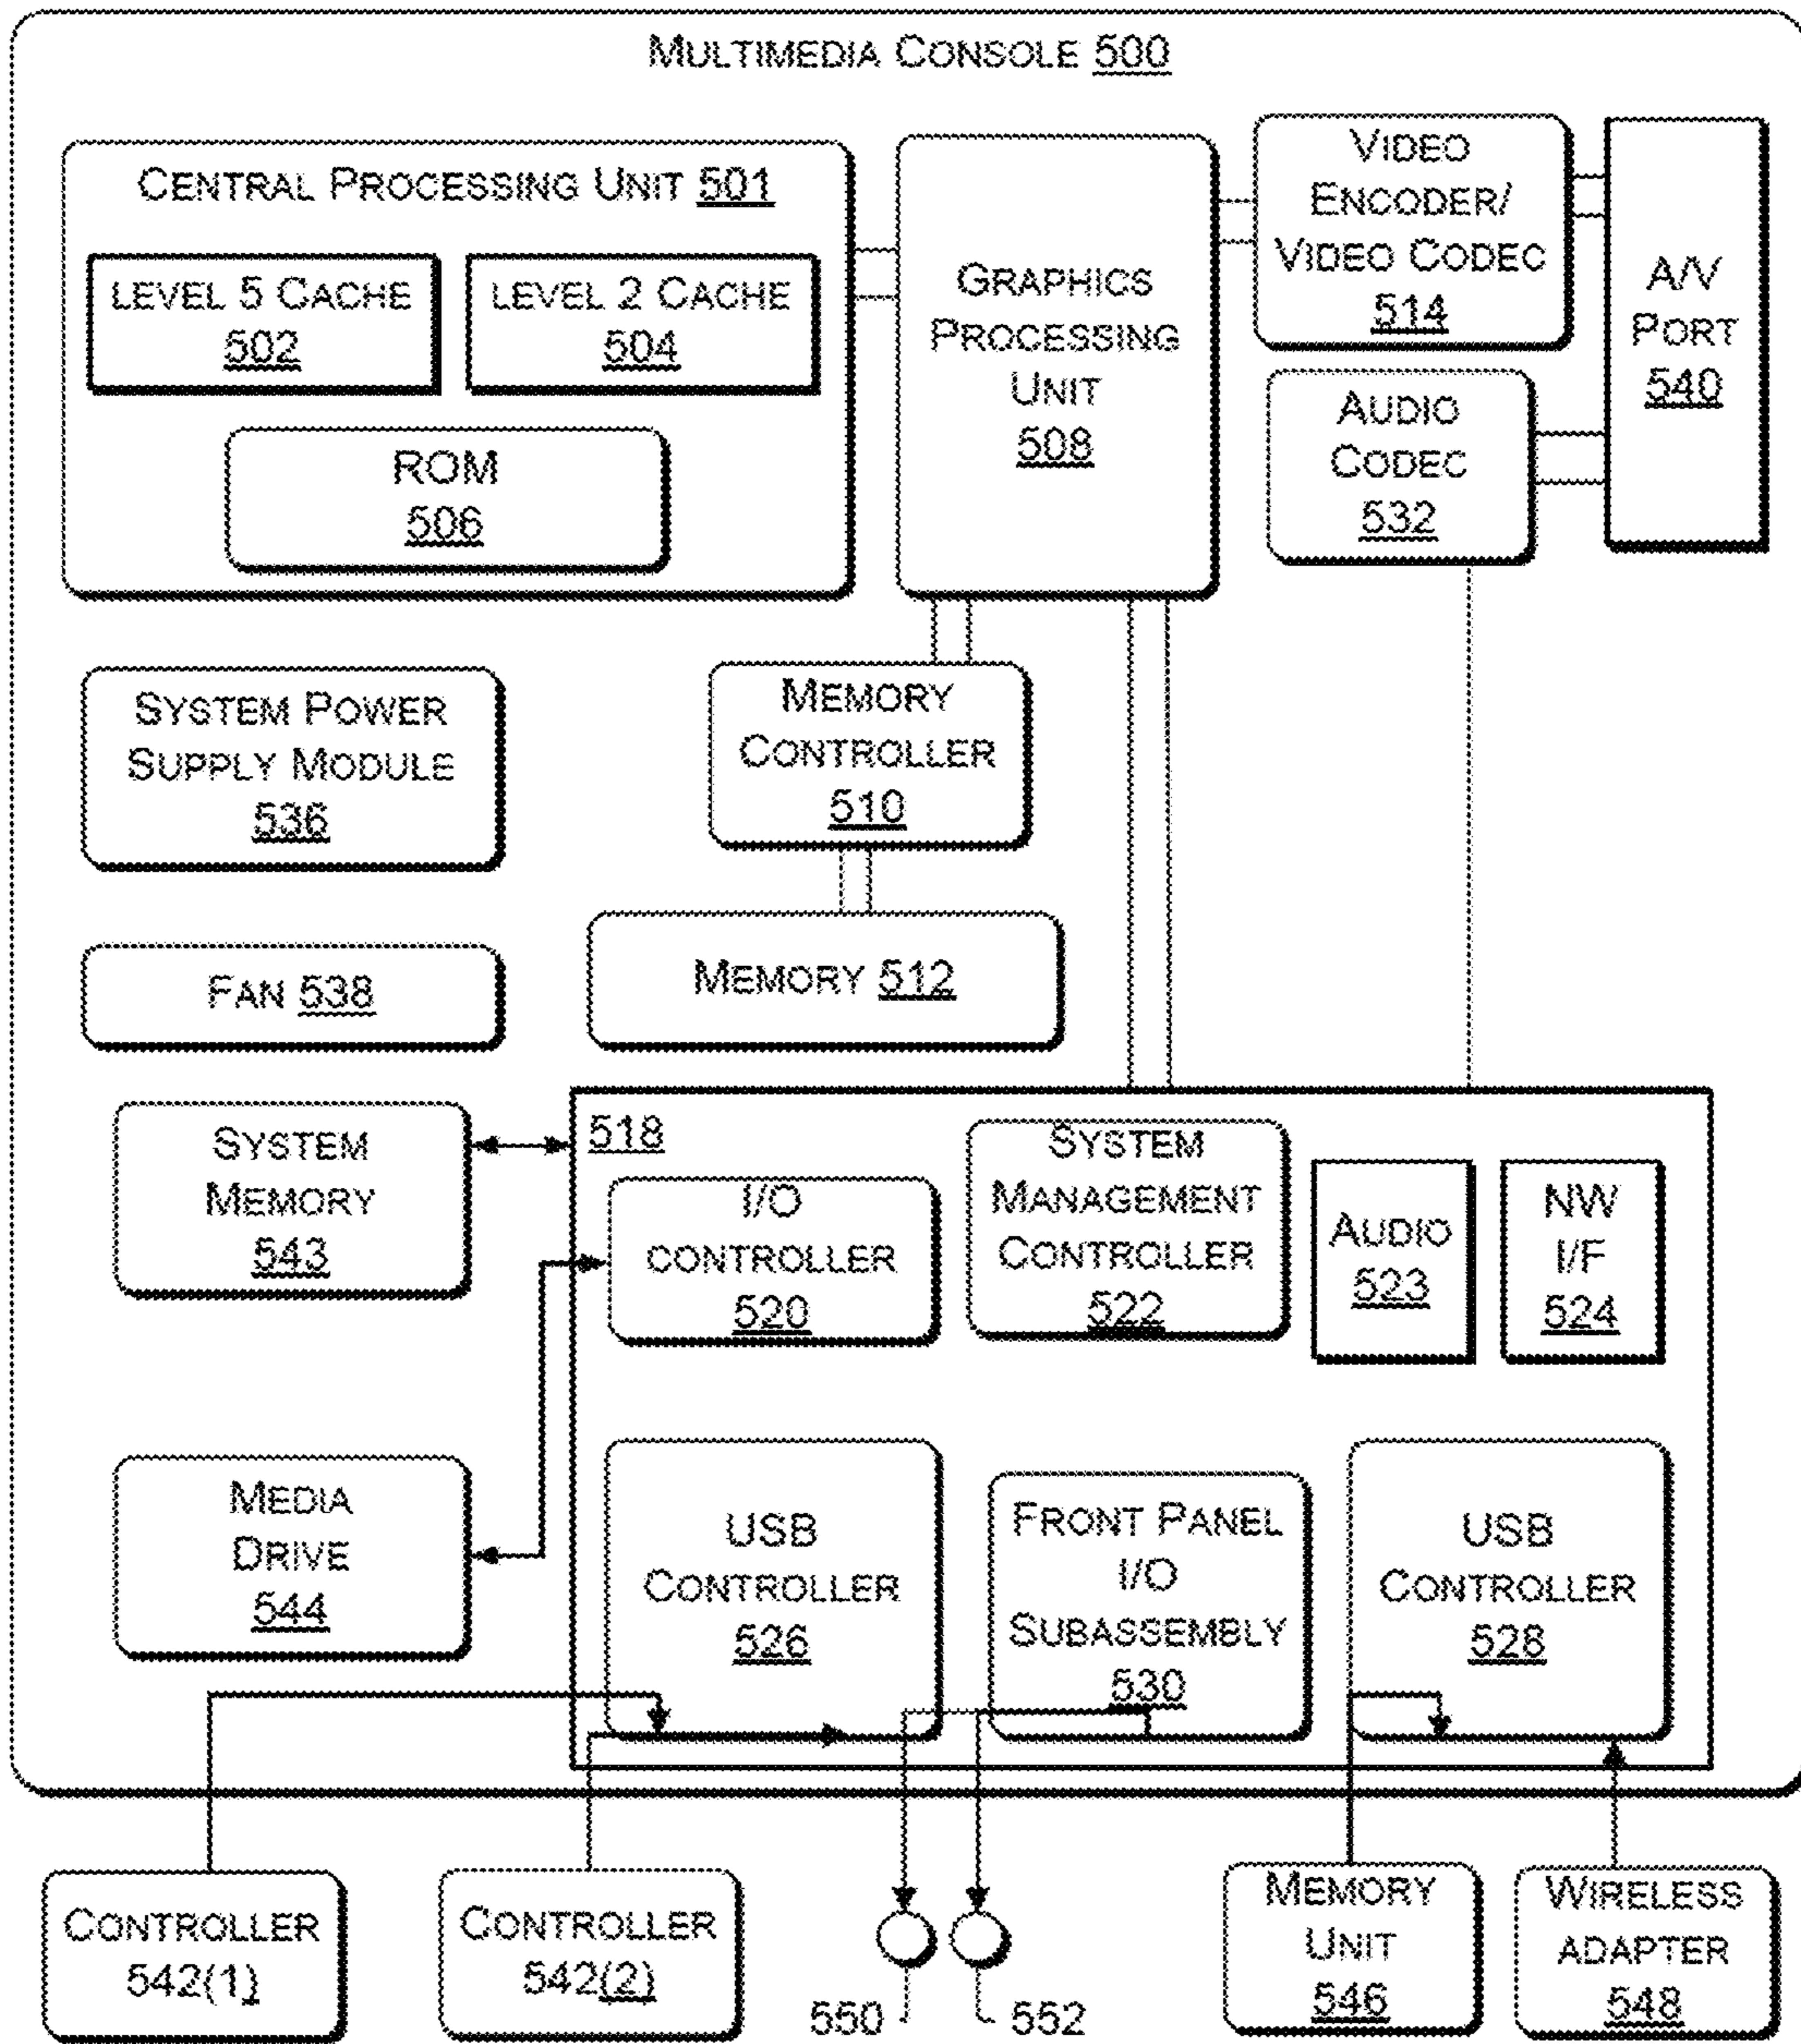 MULTIMEDIA CONSOLE 500
CENTRAL PROCESSING UNIT 501
LEVEL 5 CACHE
502
LEVEL 2 CACHE
504
ROM
506
GRAPHICS
PROCESSING
UNIT
508
VIDEO
ENCODER/
VIDEO CODEC
514
A/V
PORT
540
AUDIO
CODEC
532
SYSTEM POWER
SUPPLY MODULE
536
MEMORY
CONTROLLER
510
FAN 538
MEMORY 512
SYSTEM
MEMORY
543
518
I/O
CONTROLLER
520
SYSTEM
MANAGEMENT
CONTROLLER
522
AUDIO
523
NW
I/F
524
MEDIA
DRIVE
544
USB
CONTROLLER
526
FRONT PANEL
I/O
SUBASSEMBLY
530
USB
CONTROLLER
528
CONTROLLER
542(1)
CONTROLLER
542(2)
550
552
MEMORY
UNIT
546
WIRELESS
ADAPTER
548